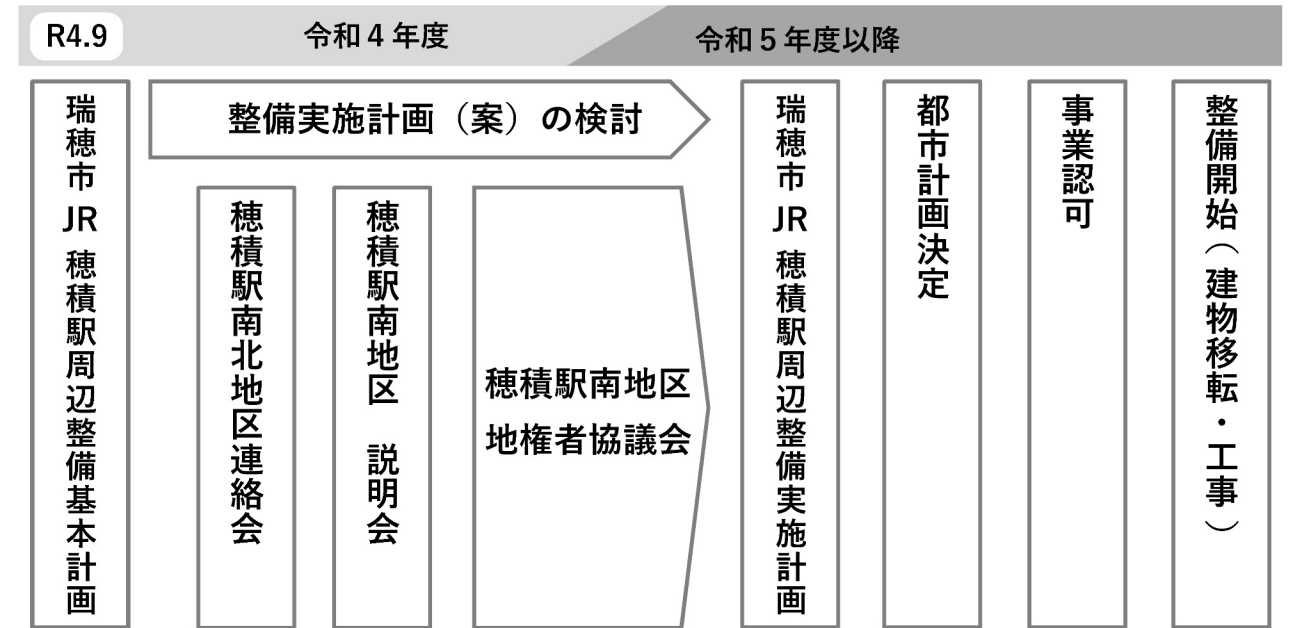 R4.9
令和4年度
令和5年度以降
瑞穂市JR穂積駅周辺整備基本計画
整備実施計画（案）の検討
穂積駅南北地区連絡会
穂積駅南地区　説明会
穂積駅南地区
地権者協議会
瑞穂市JR穂積駅周辺整備実施計画
都市計画決定
事業認可
整備開始（建物移転・工事）